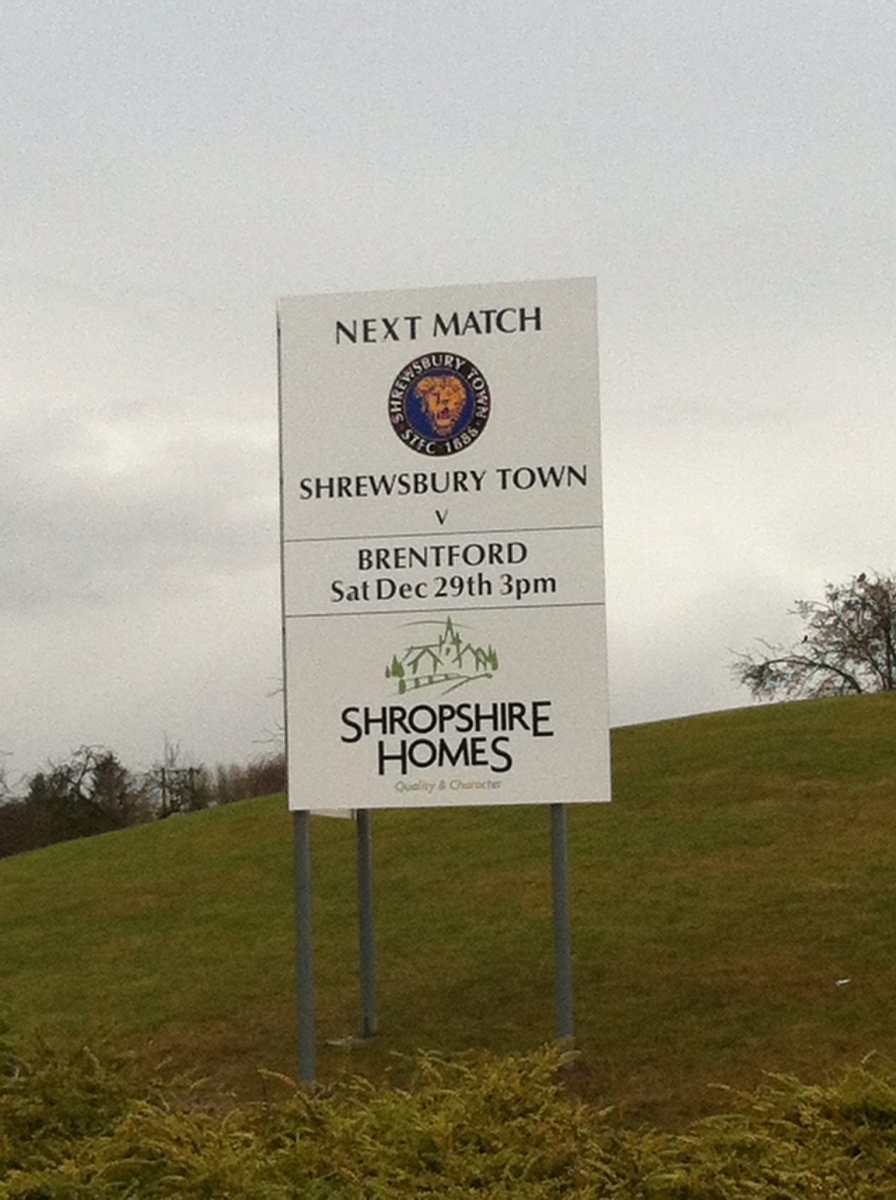 NEXT MATCH
SHREWSBURY TOWN
STFC 1886
SHREWSBURY TOWN
V
BRENTFORD
Sat Dec 29th 3pm
SHROPSHIRE
HOMES
Quality & Character